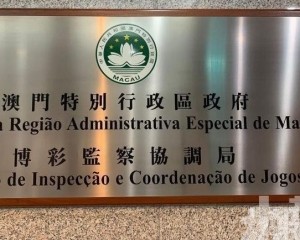 MACAU
澳門特別行政區政府
Região Administrativa Especial de
博彩監察協調局
de Inspecção e Coordenação de Jogos